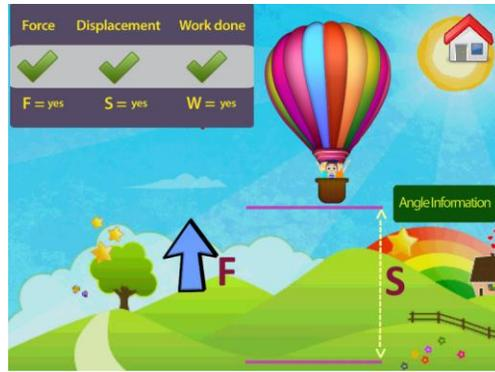 Force Displacement Work done
F = yes S = yes W = yes
Angle Information
F
S